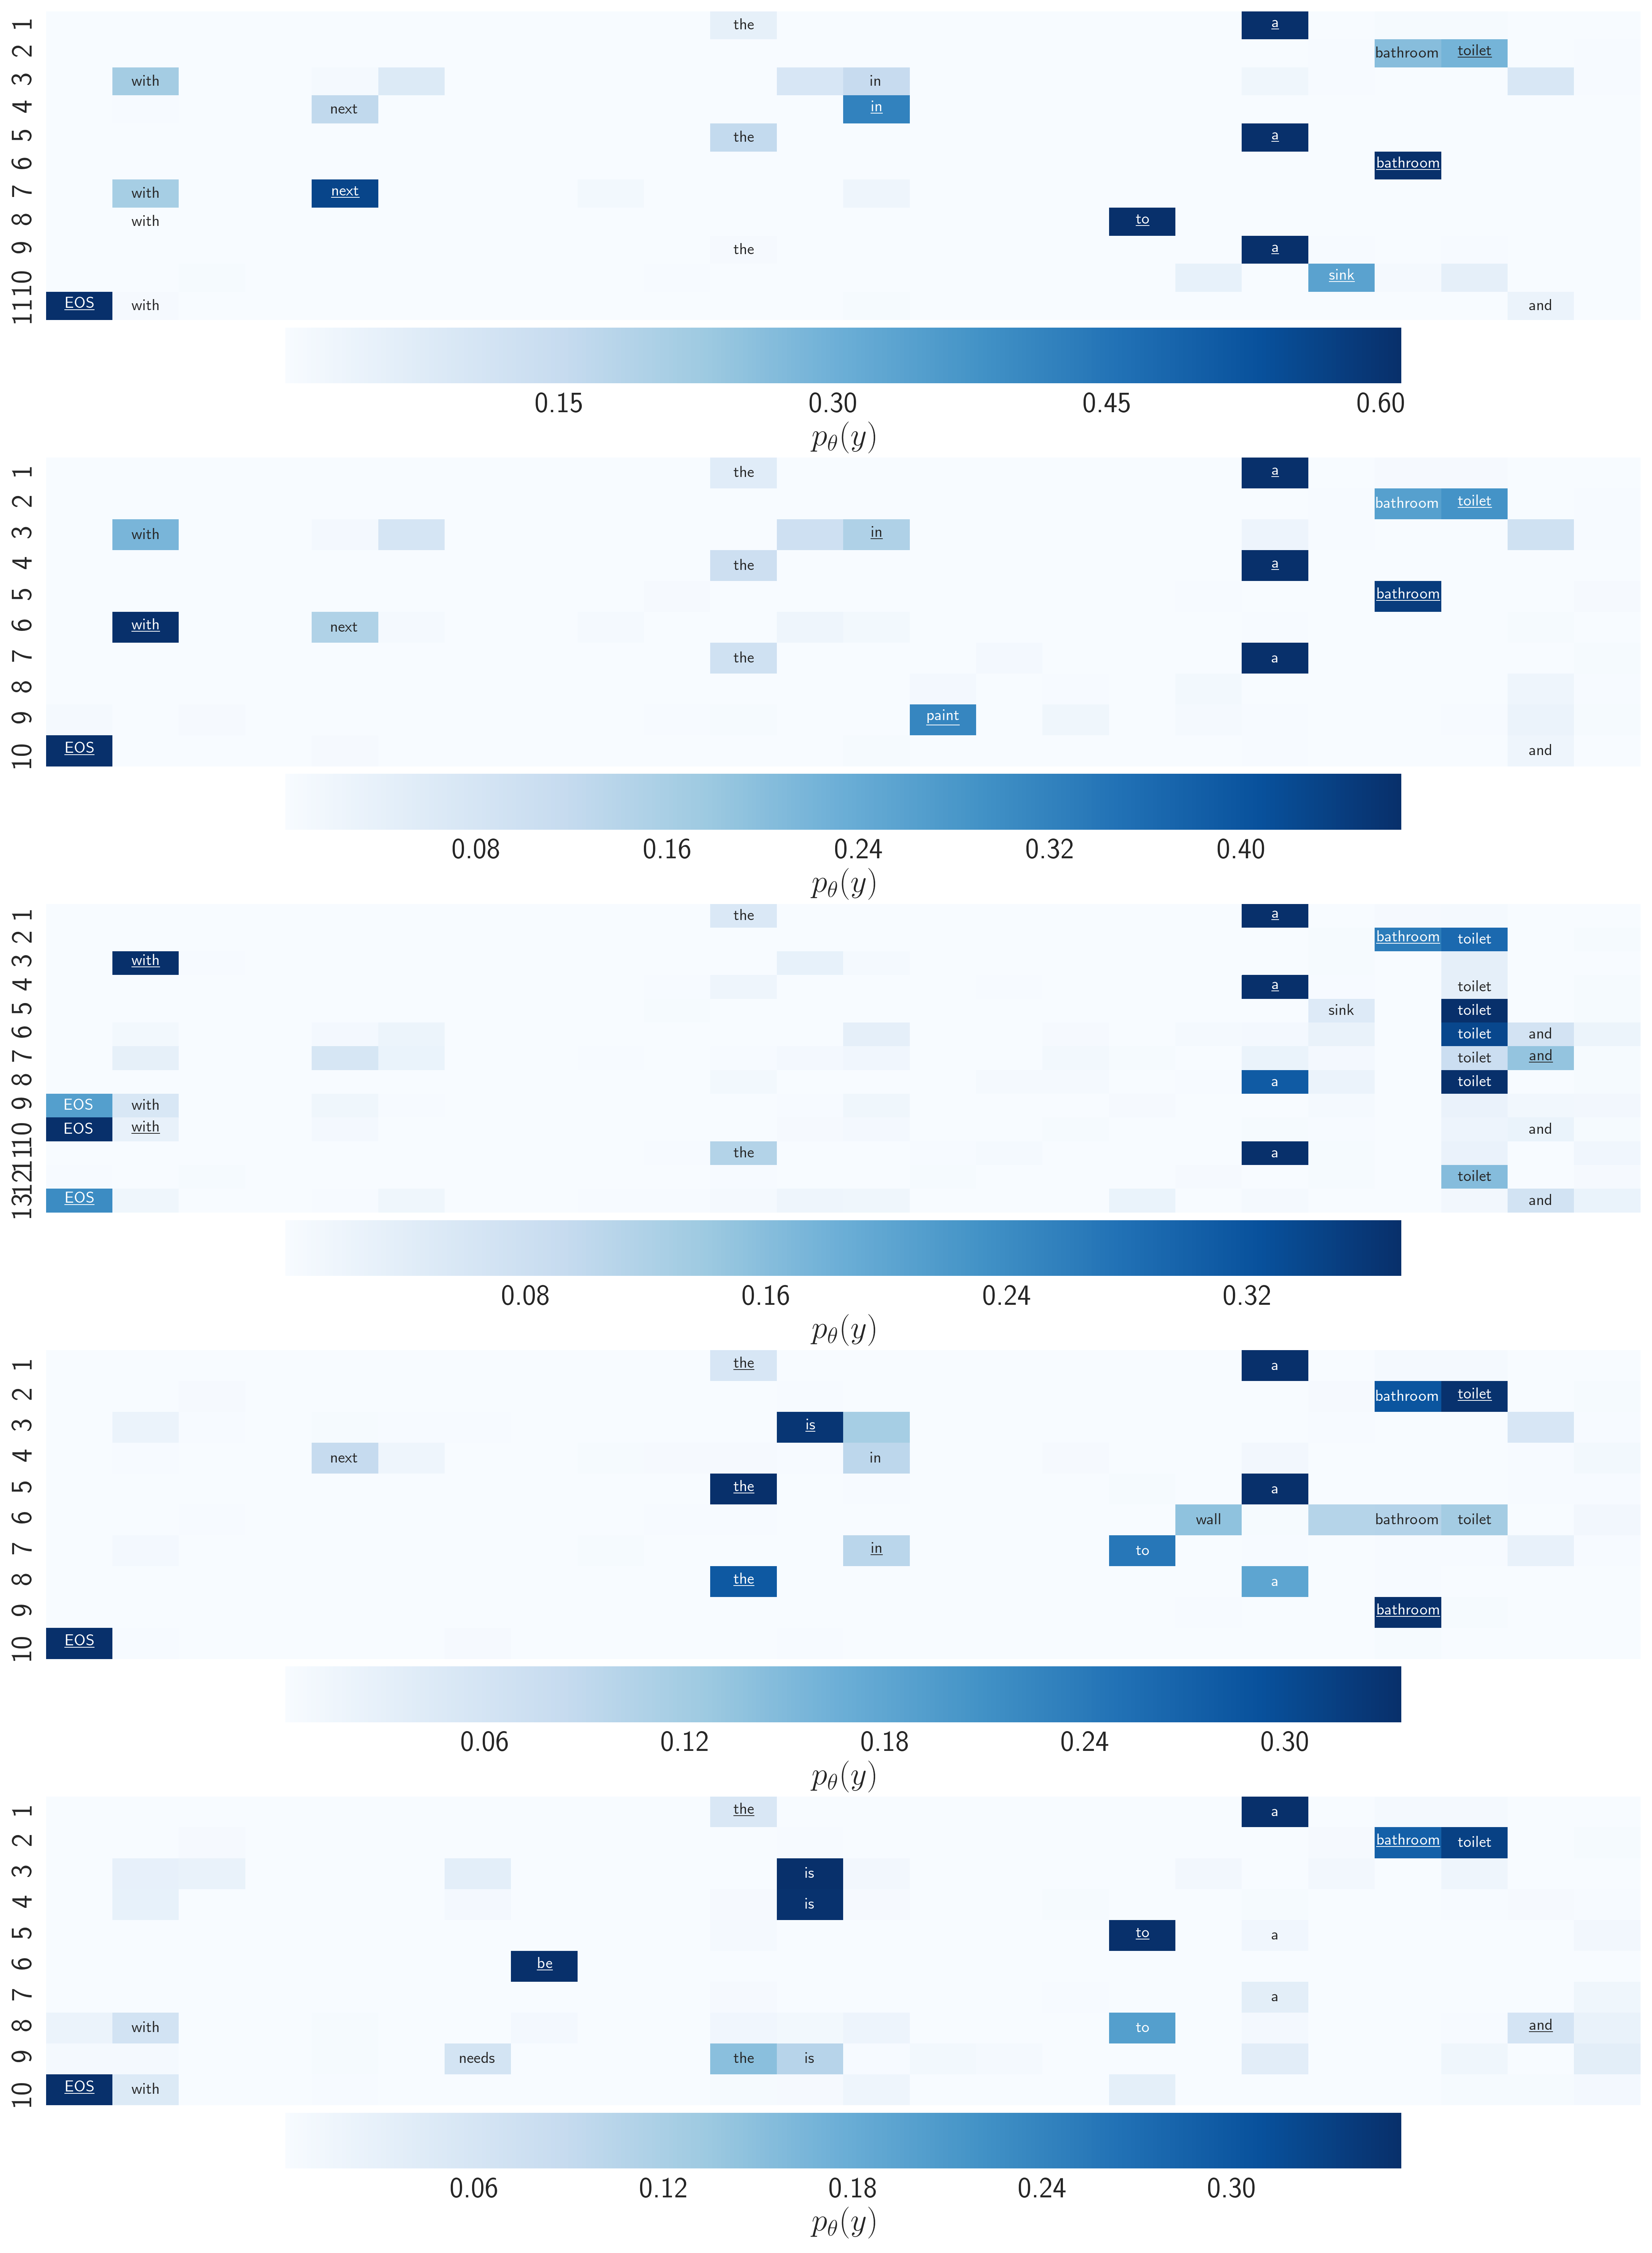 1 the a
2 bathroom toilet
3 with in
4 next in
5 the a
6 bathroom
7 with next
8 with to
9 the a
10 sink
11 EOS with and
0.15 0.30 0.45 0.60
pθ(y)
1 the a
2 bathroom toilet
3 with in
4 the a
5 bathroom
6 with next
7 the a
8
9 paint
10 EOS and
0.08 0.16 0.24 0.32 0.40
pθ(y)
1 the a
2 bathroom toilet
3 with
4 a toilet
5 sink toilet
6 toilet and
7 toilet and
8 a toilet
9 EOS with
10 EOS with and
11 the a
12 toilet
13 EOS and
0.08 0.16 0.24 0.32
pθ(y)
1 the a
2 bathroom toilet
3 is
4 next in
5 the a
6 wall bathroom toilet
7 in to
8 the a
9 bathroom
10 EOS
0.06 0.12 0.18 0.24 0.30
pθ(y)
1 the a
2 bathroom toilet
3 is
4 is
5 to a
6 be
7 a
8 with to and
9 needs the is
10 EOS with
0.06 0.12 0.18 0.24 0.30
pθ(y)